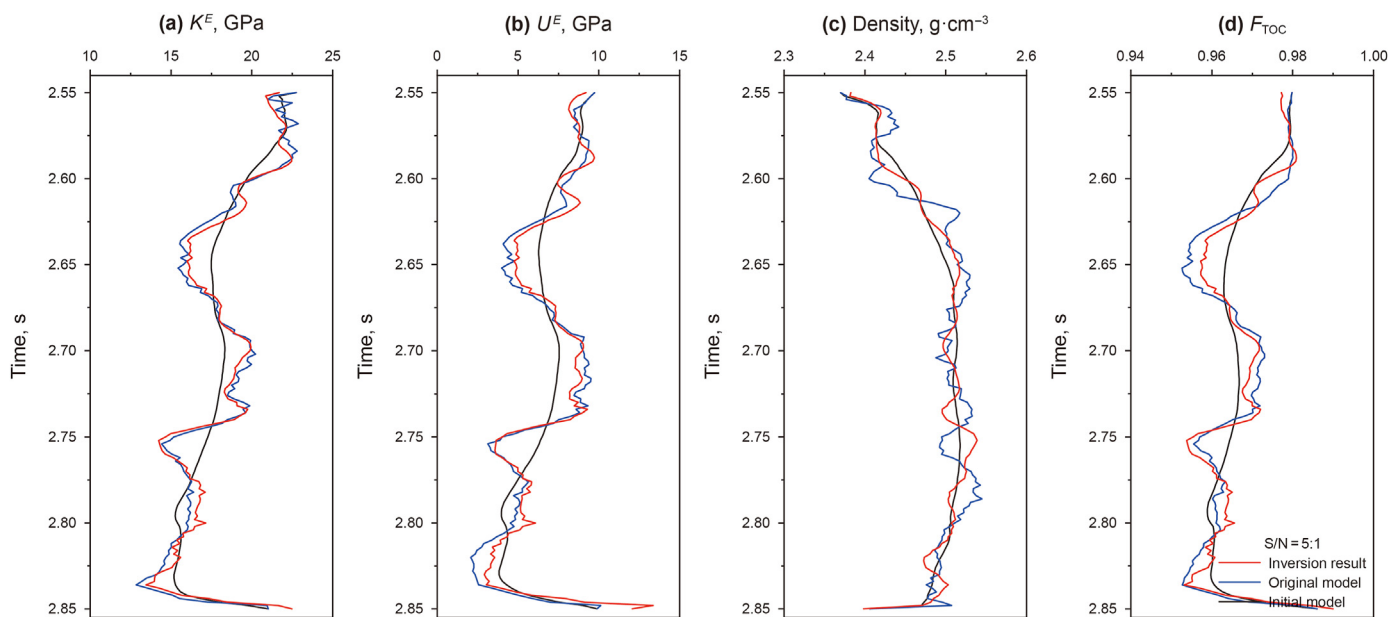 (a) Kᴱ, GPa
10 15 20 25
2.55
2.60
2.65
2.70
2.75
2.80
2.85
Time, s
(b) Uᴱ, GPa
0 5 10 15
2.55
2.60
2.65
2.70
2.75
2.80
2.85
Time, s
(c) Density, g·cm⁻³
2.3 2.4 2.5 2.6
2.55
2.60
2.65
2.70
2.75
2.80
2.85
Time, s
(d) F_TOC
0.94 0.96 0.98 1.00
2.55
2.60
2.65
2.70
2.75
2.80
2.85
Time, s
S/N = 5:1
Inversion result
Original model
Initial model